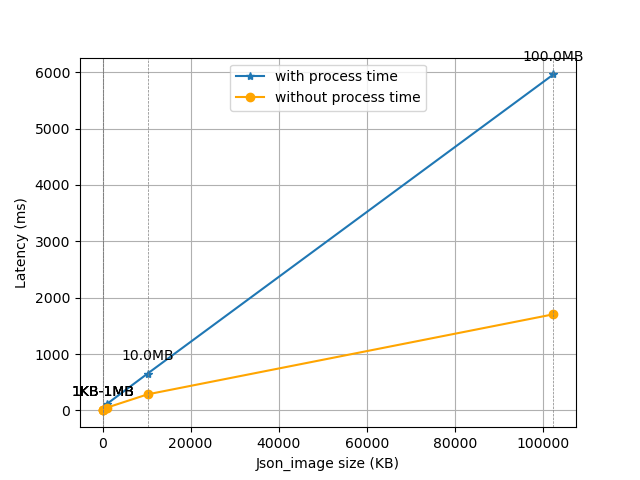 100.0MB
6000
with process time
without process time
5000
4000
Latency (ms)
3000
2000
10.0MB
1000
1KB-1MB
0
0 20000 40000 60000 80000 100000
Json_image size (KB)